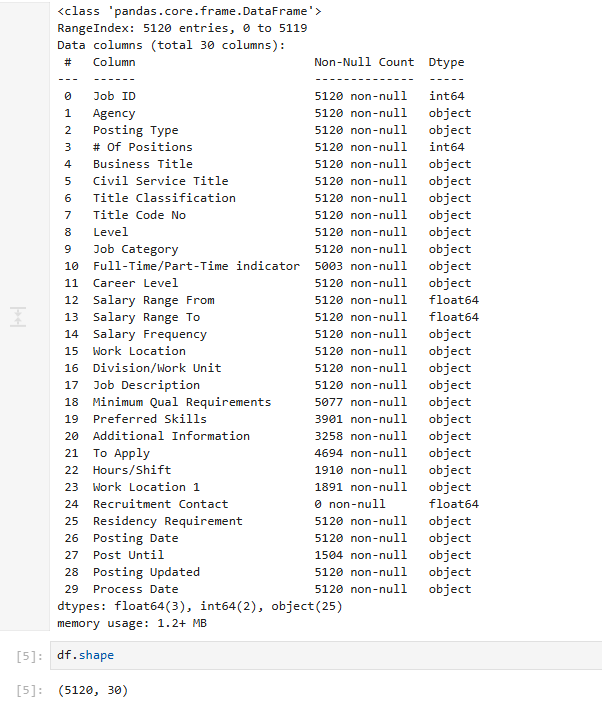 <class 'pandas.core.frame.DataFrame'>
RangeIndex: 5120 entries, 0 to 5119
Data columns (total 30 columns):
 #   Column                         Non-Null Count  Dtype
---  ------                         --------------  -----
 0   Job ID                         5120 non-null   int64
 1   Agency                         5120 non-null   object
 2   Posting Type                   5120 non-null   object
 3   # Of Positions                 5120 non-null   int64
 4   Business Title                 5120 non-null   object
 5   Civil Service Title            5120 non-null   object
 6   Title Classification           5120 non-null   object
 7   Title Code No                  5120 non-null   object
 8   Level                          5120 non-null   object
 9   Job Category                   5120 non-null   object
 10  Full-Time/Part-Time indicator  5003 non-null   object
 11  Career Level                   5120 non-null   object
 12  Salary Range From              5120 non-null   float64
 13  Salary Range To                5120 non-null   float64
 14  Salary Frequency               5120 non-null   object
 15  Work Location                  5120 non-null   object
 16  Division/Work Unit             5120 non-null   object
 17  Job Description                5120 non-null   object
 18  Minimum Qual Requirements      5077 non-null   object
 19  Preferred Skills               3901 non-null   object
 20  Additional Information         3258 non-null   object
 21  To Apply                       4694 non-null   object
 22  Hours/Shift                    1910 non-null   object
 23  Work Location 1                1891 non-null   object
 24  Recruitment Contact            0 non-null      float64
 25  Residency Requirement          5120 non-null   object
 26  Posting Date                   5120 non-null   object
 27  Post Until                     1504 non-null   object
 28  Posting Updated                5120 non-null   object
 29  Process Date                   5120 non-null   object
dtypes: float64(3), int64(2), object(25)
memory usage: 1.2+ MB
[5]: df.shape
[5]: (5120, 30)